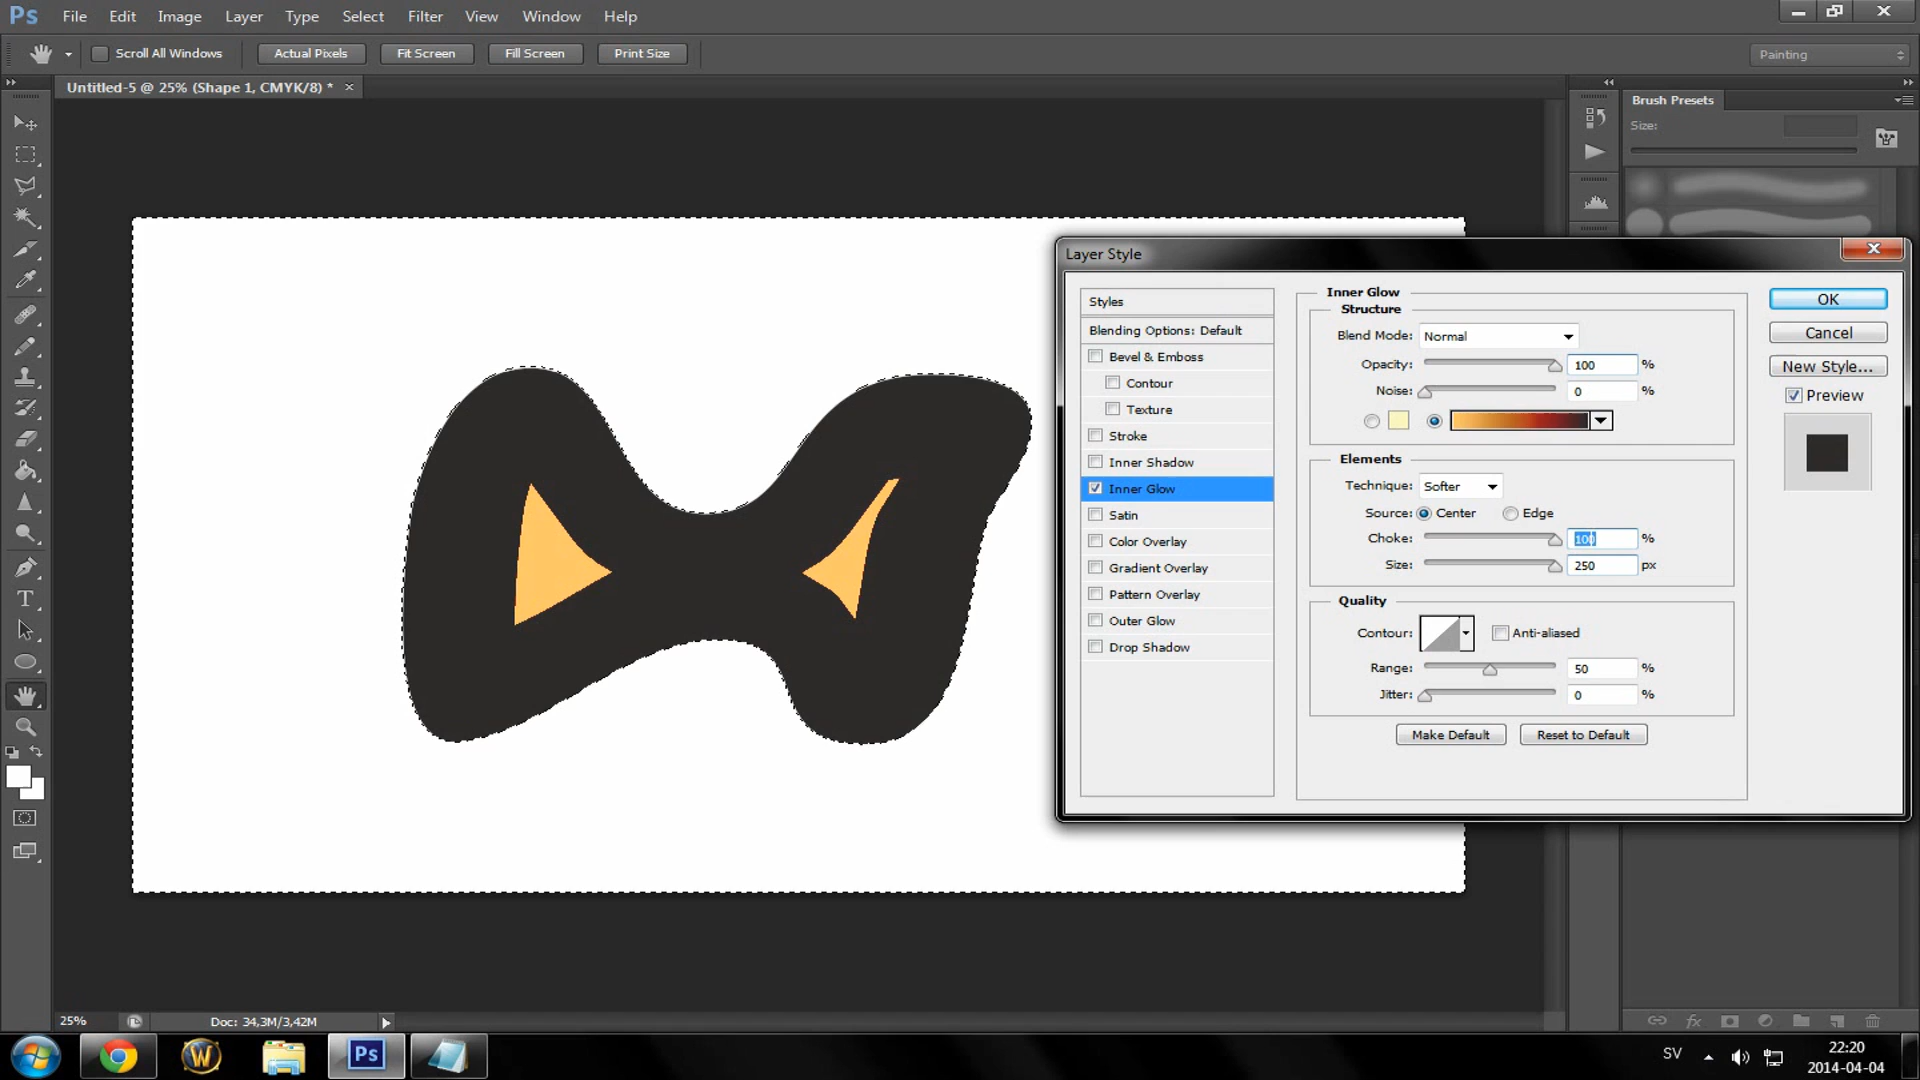 Ps File Edit Image Layer Type Select Filter View Window Help
Scroll All Windows Actual Pixels Fit Screen Fill Screen Print Size Painting
Untitled-5 @ 25% (Shape 1, CMYK/8) * ×
Brush Presets
Size:
Layer Style
Styles
Blending Options: Default
Bevel & Emboss
Contour
Texture
Stroke
Inner Shadow
Inner Glow
Satin
Color Overlay
Gradient Overlay
Pattern Overlay
Outer Glow
Drop Shadow
Inner Glow
Structure
Blend Mode: Normal
Opacity: 100 %
Noise: 0 %
Elements
Technique: Softer
Source: Center Edge
Choke: 100 %
Size: 250 px
Quality
Contour: Anti-aliased
Range: 50 %
Jitter: 0 %
Make Default Reset to Default
OK
Cancel
New Style...
Preview
25% Doc: 34,3M/3,42M
fx
Ps
SV
22:20
2014-04-04